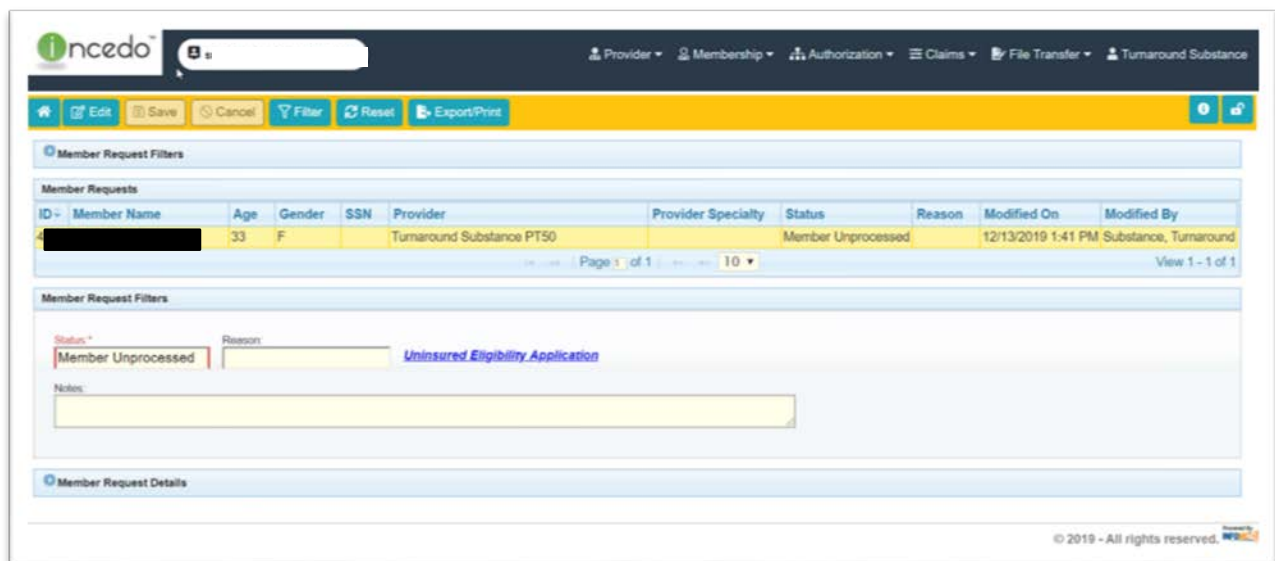 incedo™
Provider Membership Authorization Claims File Transfer Turnaround Substance
Edit Save Cancel Filter Reset Export/Print
Member Request Filters
Member Requests
ID Member Name Age Gender SSN Provider Provider Specialty Status Reason Modified On Modified By
4 33 F Turnaround Substance PT50 Member Unprocessed 12/13/2019 1:41 PM Substance, Turnaround
Page 1 of 1 10 View 1 - 1 of 1
Member Request Filters
Status:* Reason:
Member Unprocessed Uninsured Eligibility Application
Notes:
Member Request Details
© 2019 - All rights reserved. Powered By